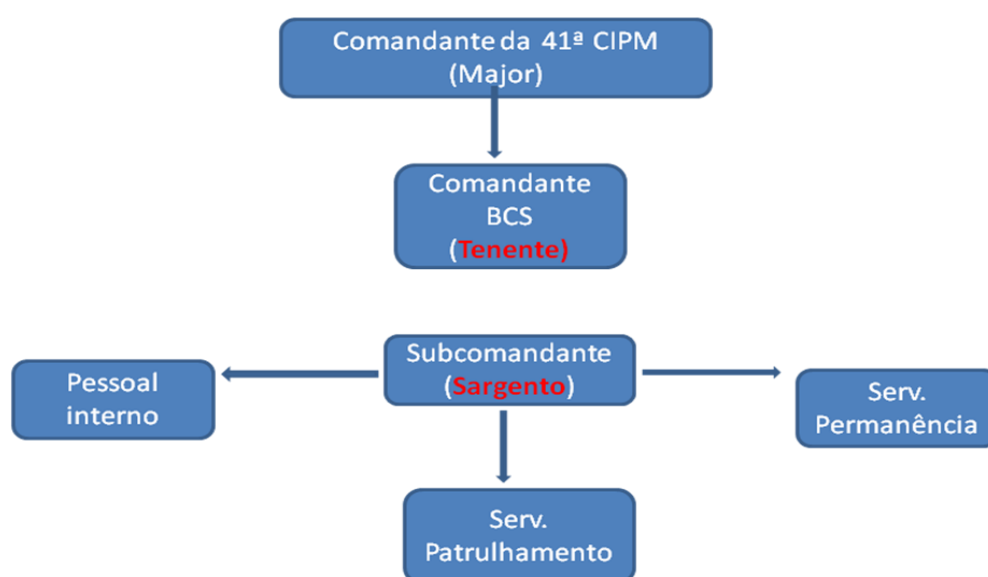 Comandante da 41ª CIPM
(Major)
Comandante
BCS
(Tenente)
Subcomandante
(Sargento)
Pessoal
interno
Serv.
Permanência
Serv.
Patrulhamento